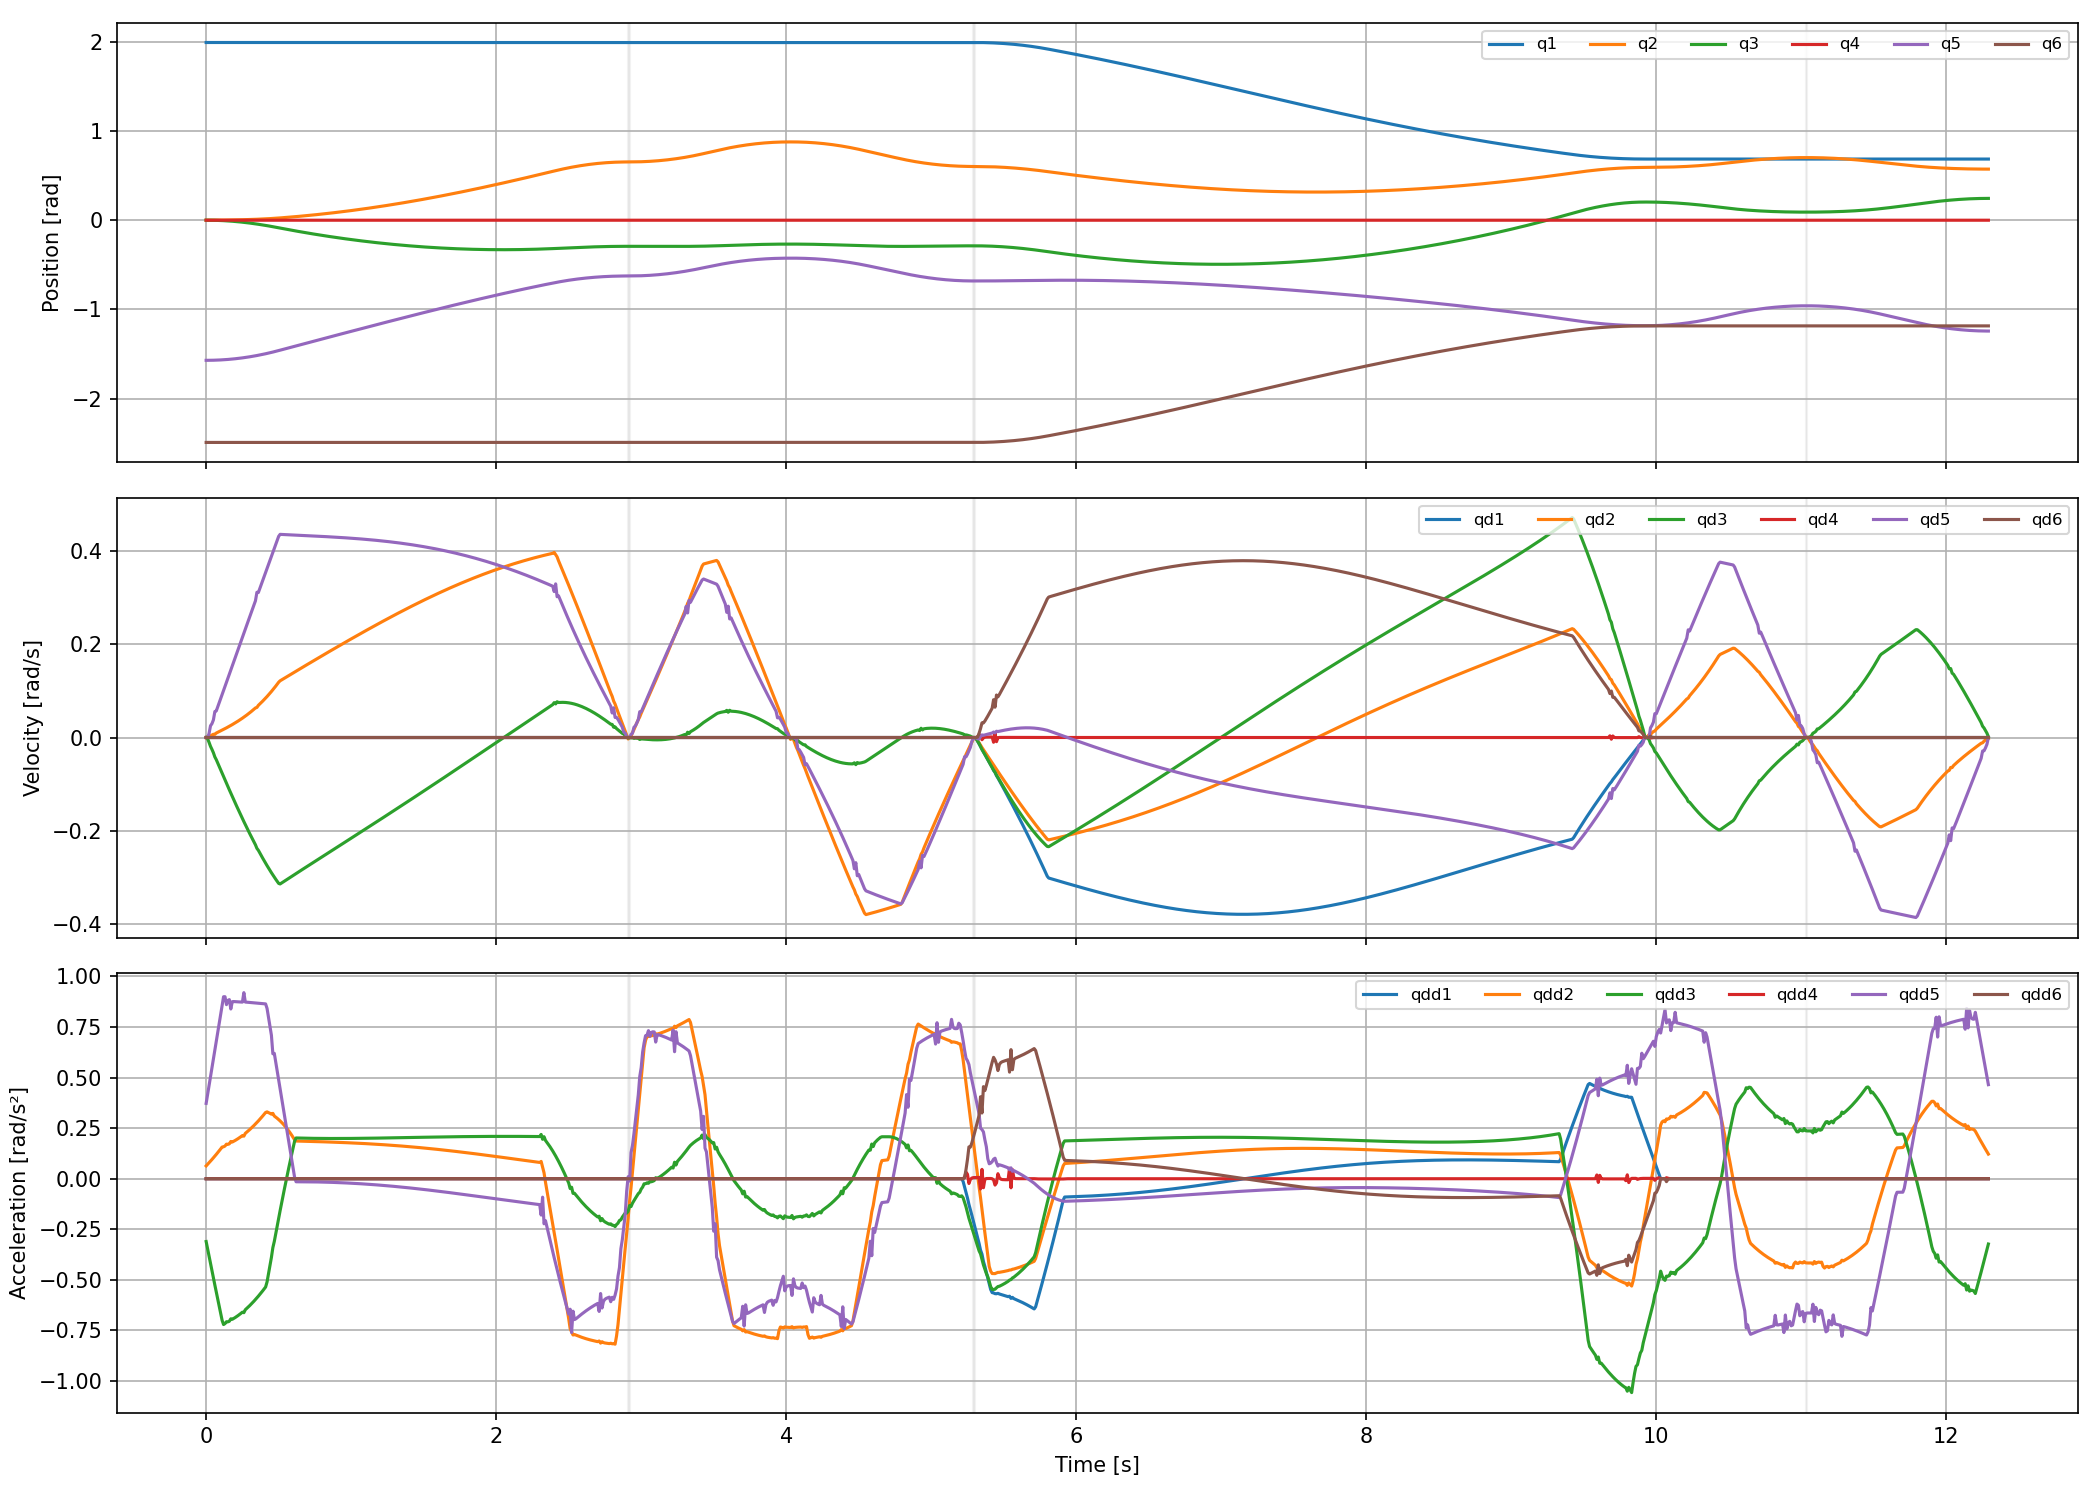 2
1
0
−1
−2
Position [rad]
q1 q2 q3 q4 q5 q6
0.4
0.2
0.0
−0.2
−0.4
Velocity [rad/s]
qd1 qd2 qd3 qd4 qd5 qd6
1.00
0.75
0.50
0.25
0.00
−0.25
−0.50
−0.75
−1.00
Acceleration [rad/s²]
qdd1 qdd2 qdd3 qdd4 qdd5 qdd6
0 2 4 6 8 10 12
Time [s]